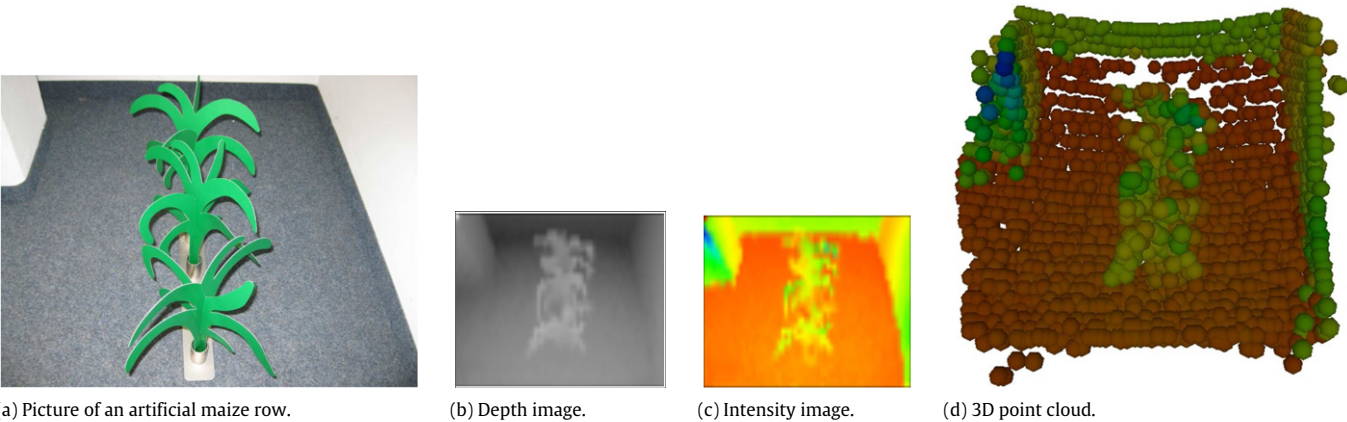 a) Picture of an artificial maize row.
(b) Depth image.
(c) Intensity image.
(d) 3D point cloud.